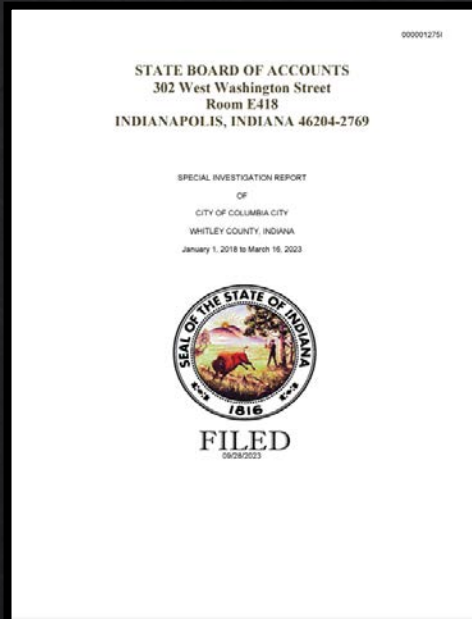 000001275I
STATE BOARD OF ACCOUNTS
302 West Washington Street
Room E418
INDIANAPOLIS, INDIANA 46204-2769
SPECIAL INVESTIGATION REPORT
OF
CITY OF COLUMBIA CITY
WHITLEY COUNTY, INDIANA
January 1, 2018 to March 16, 2023
SEAL OF THE STATE OF INDIANA
1816
FILED
09/28/2023